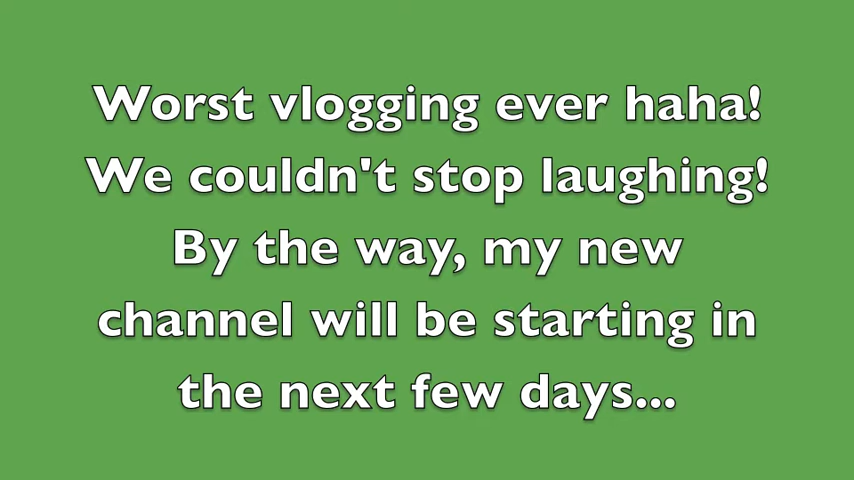 Worst vlogging ever haha!
We couldn't stop laughing!
By the way, my new
channel will be starting in
the next few days...